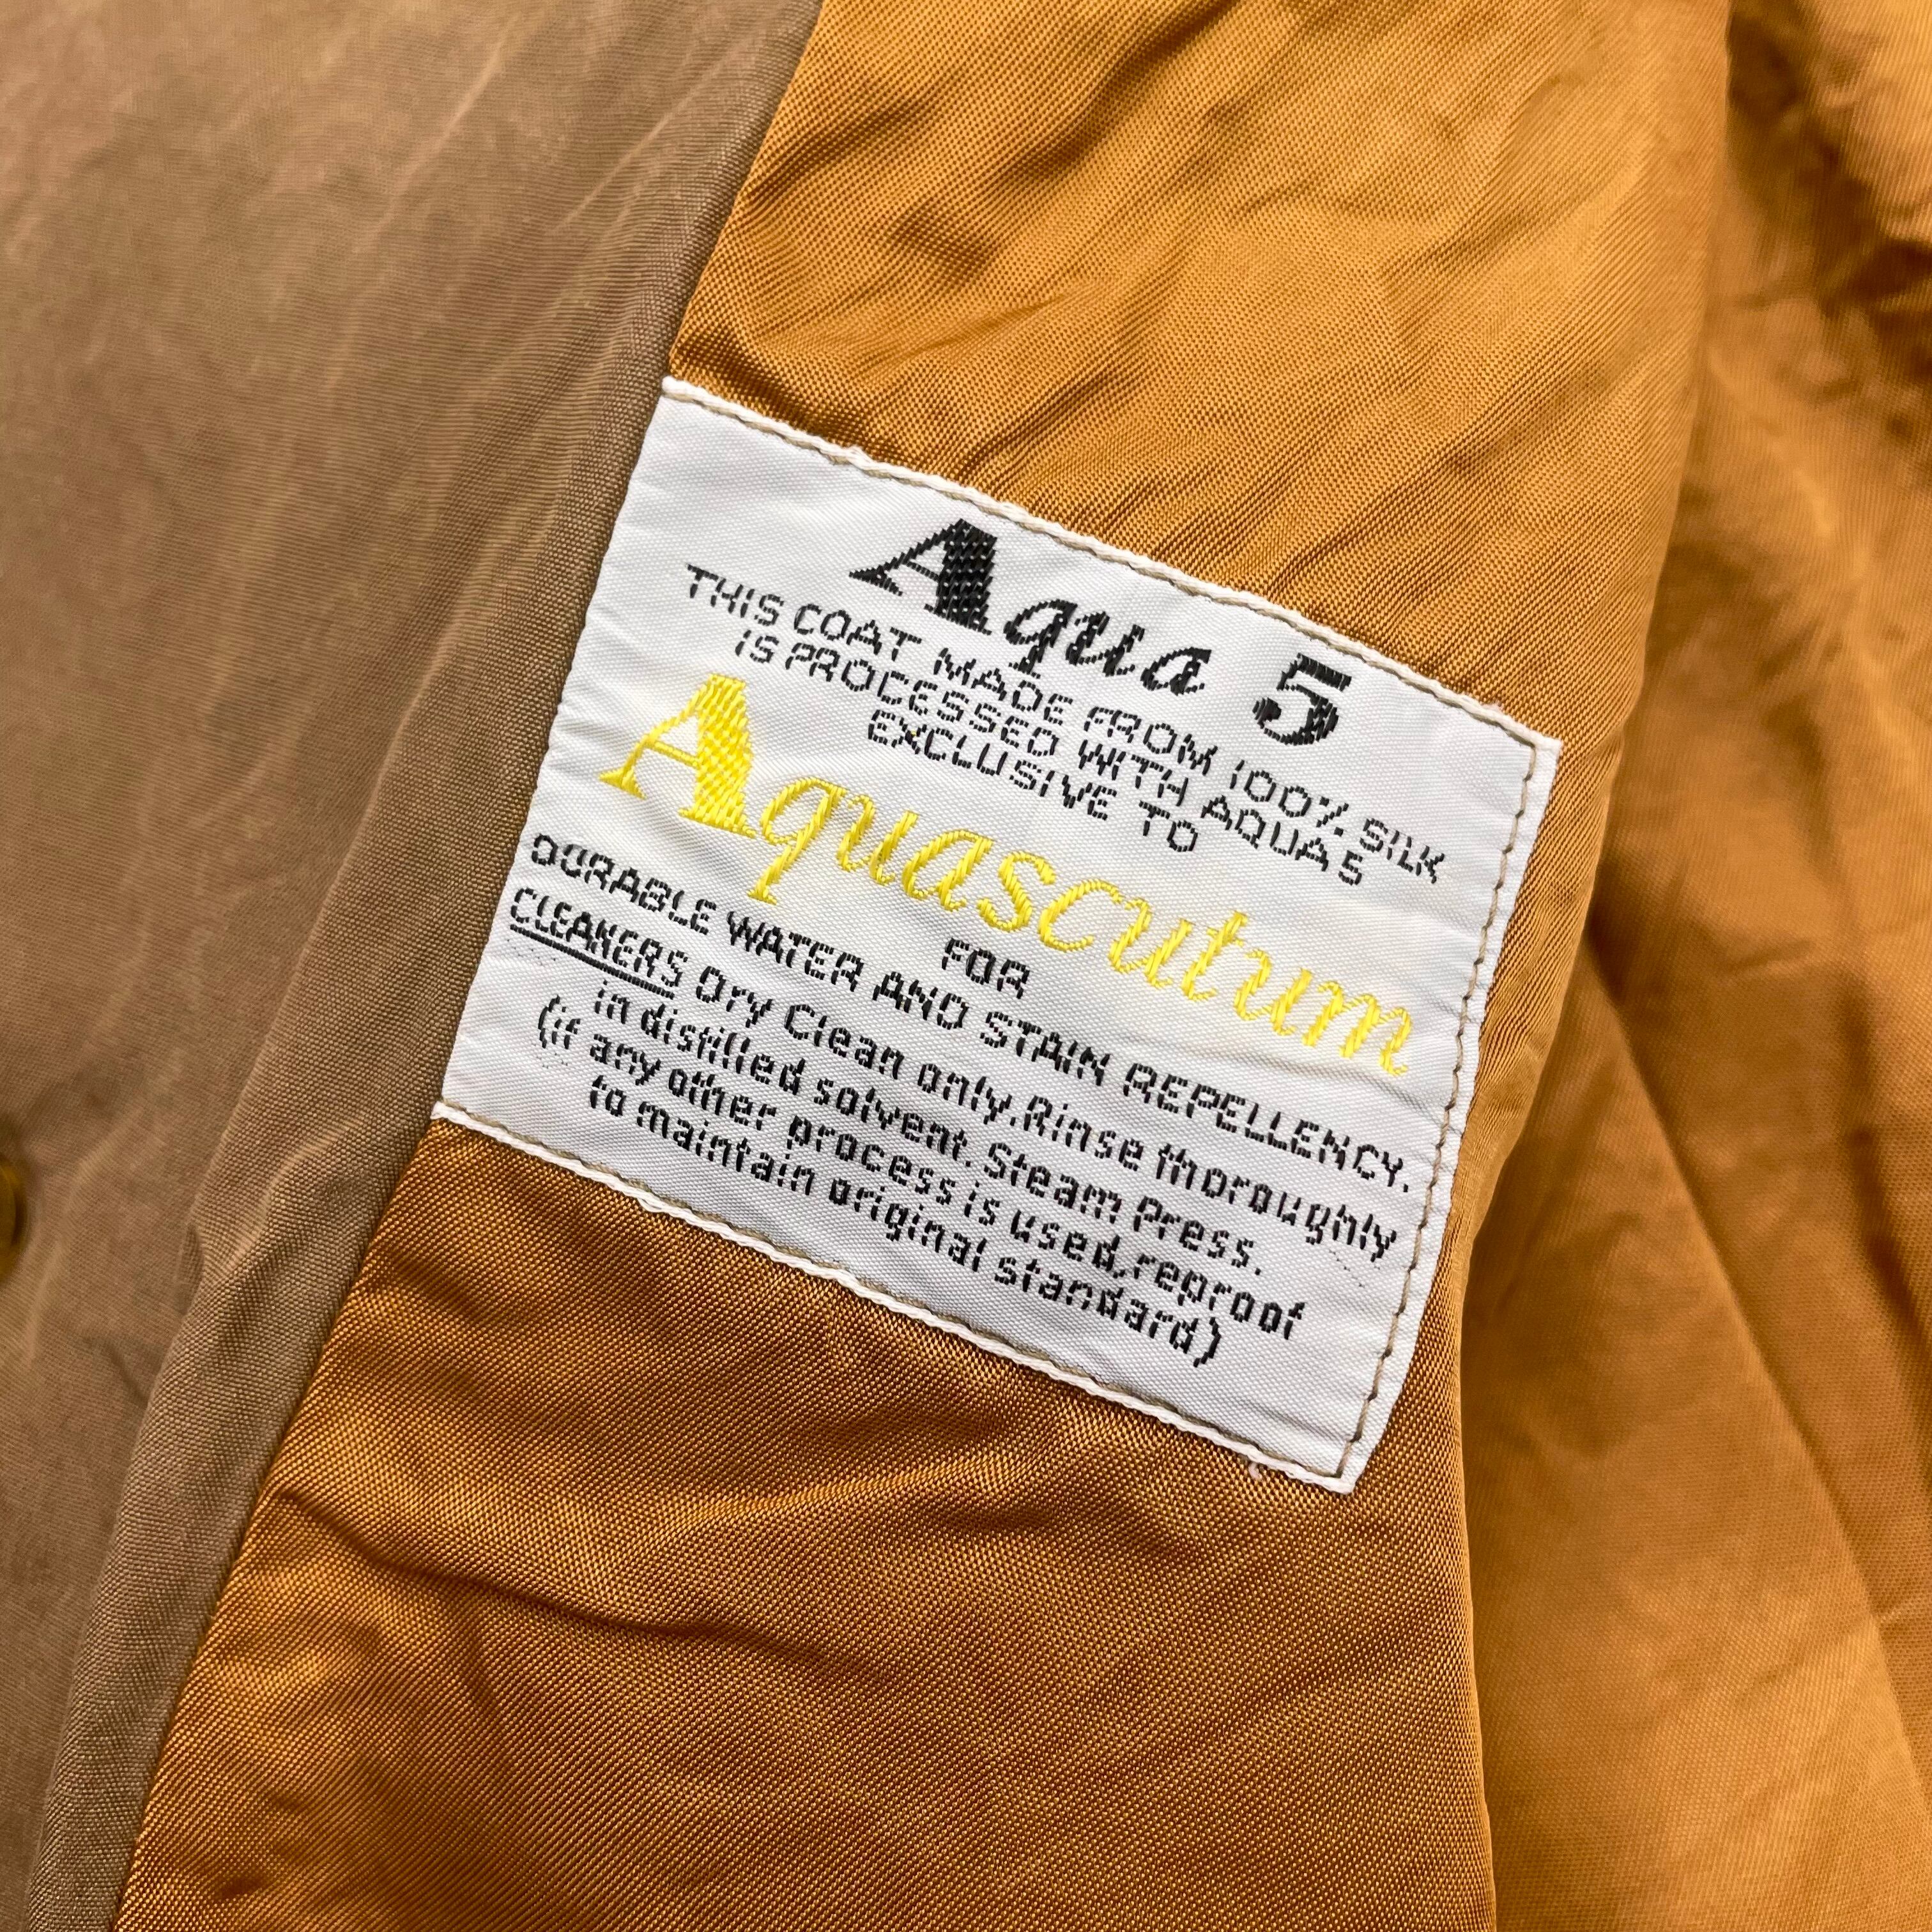 Aqua 5
THIS COAT MADE FROM 100% SILK
IS PROCESSED WITH AQUA 5
EXCLUSIVE TO
Aquascutum
FOR
DURABLE WATER AND STAIN REPELLENCY.
CLEANERS Dry Clean only. Rinse thoroughly
in distilled solvent. Steam Press.
(if any other process is used, reproof
to maintain original standard)